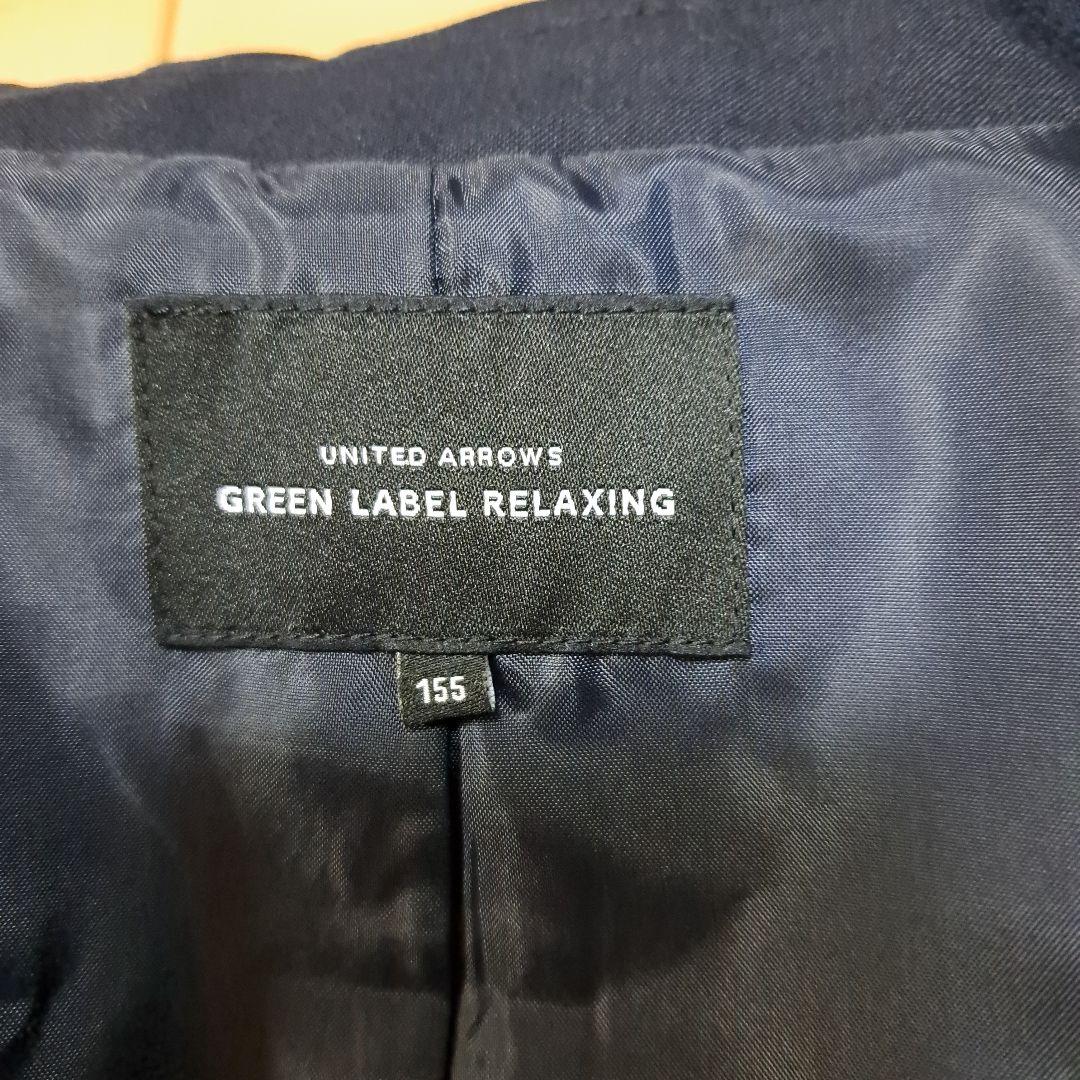 UNITED ARROWS
GREEN LABEL RELAXING
155